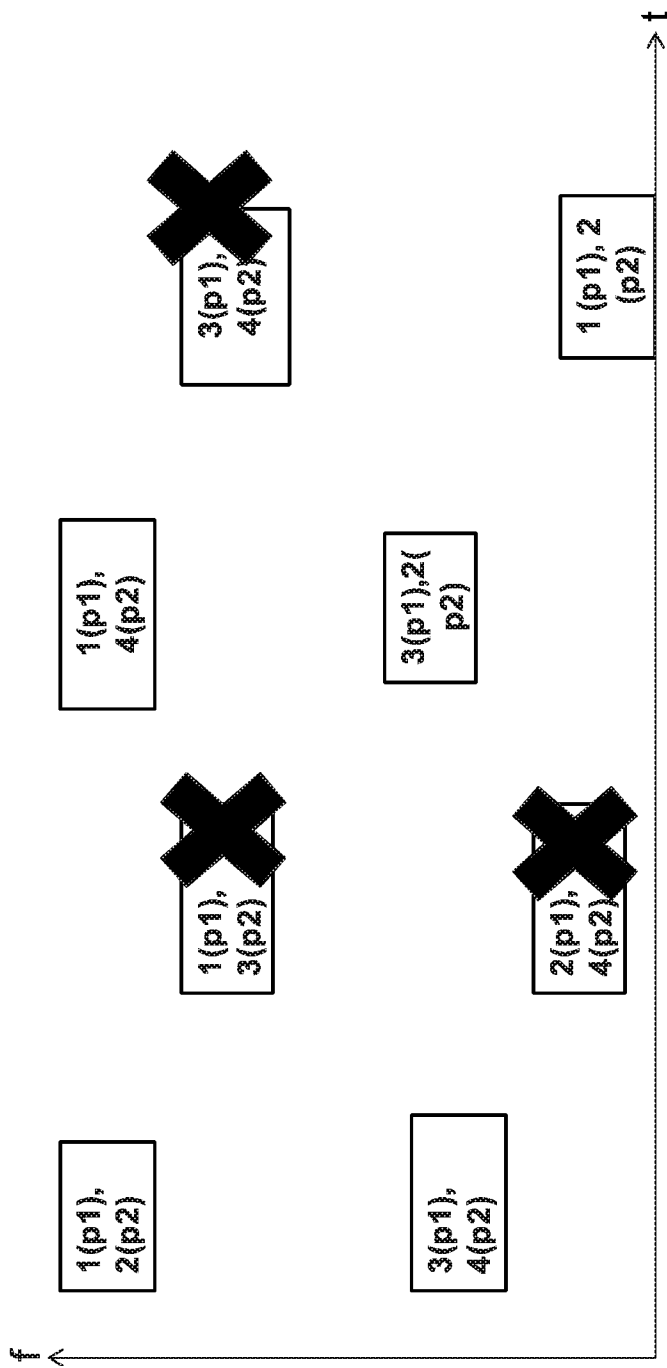 f
1(p1),
2(p2)
1(p1),
4(p2)
1(p1),
3(p2)
3(p1),
4(p2)
3(p1),
4(p2)
3(p1),2(
p2)
2(p1),
4(p2)
1 (p1), 2
(p2)
t